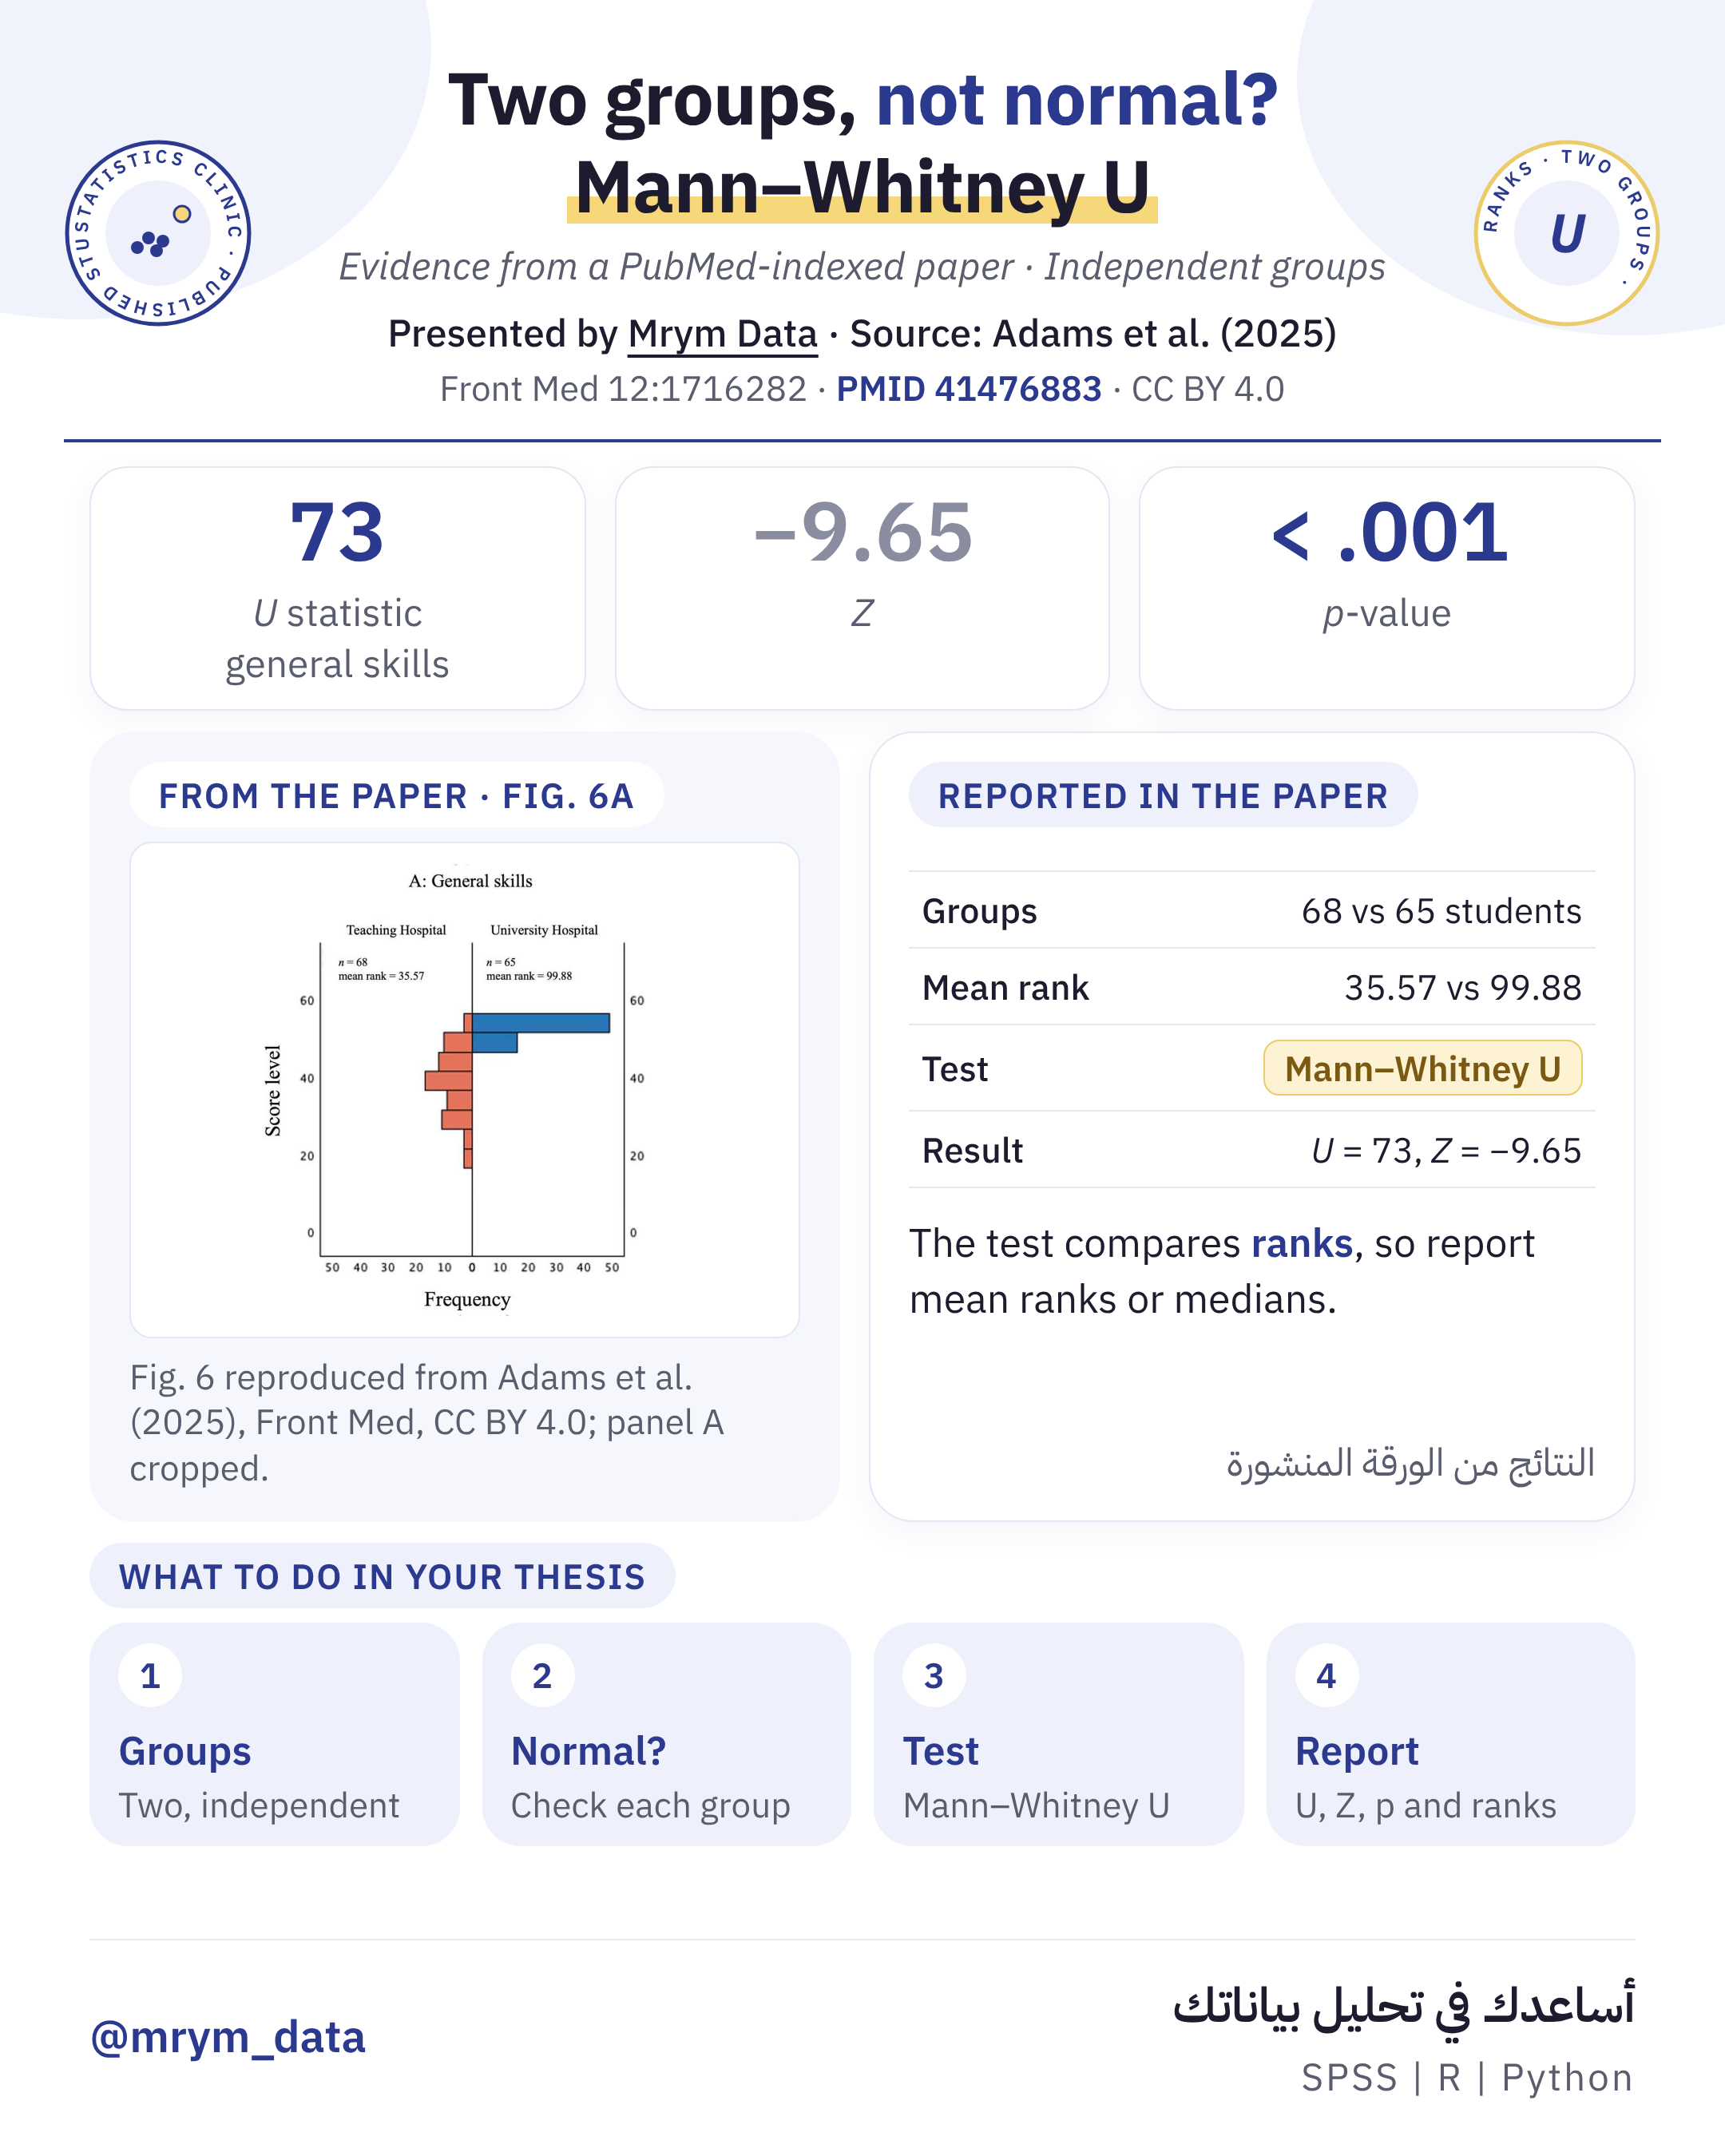 Two groups, not normal?
Mann–Whitney U
Evidence from a PubMed-indexed paper · Independent groups
Presented by Mrym Data · Source: Adams et al. (2025)
Front Med 12:1716282 · PMID 41476883 · CC BY 4.0
STATISTICS CLINIC · PUBLISHED STU
RANKS · TWO GROUPS ·
U
73
U statistic
general skills
−9.65
Z
< .001
p-value
FROM THE PAPER · FIG. 6A
A: General skills
Teaching Hospital University Hospital
n = 68 n = 65
mean rank = 35.57 mean rank = 99.88
60 60
40 40
20 20
0 0
Score level
50 40 30 20 10 0 10 20 30 40 50
Frequency
Fig. 6 reproduced from Adams et al.
(2025), Front Med, CC BY 4.0; panel A
cropped.
REPORTED IN THE PAPER
Groups 68 vs 65 students
Mean rank 35.57 vs 99.88
Test Mann–Whitney U
Result U = 73, Z = −9.65
The test compares ranks, so report
mean ranks or medians.
النتائج من الورقة المنشورة
WHAT TO DO IN YOUR THESIS
1
Groups
Two, independent
2
Normal?
Check each group
3
Test
Mann–Whitney U
4
Report
U, Z, p and ranks
@mrym_data
أساعدك في تحليل بياناتك
SPSS | R | Python